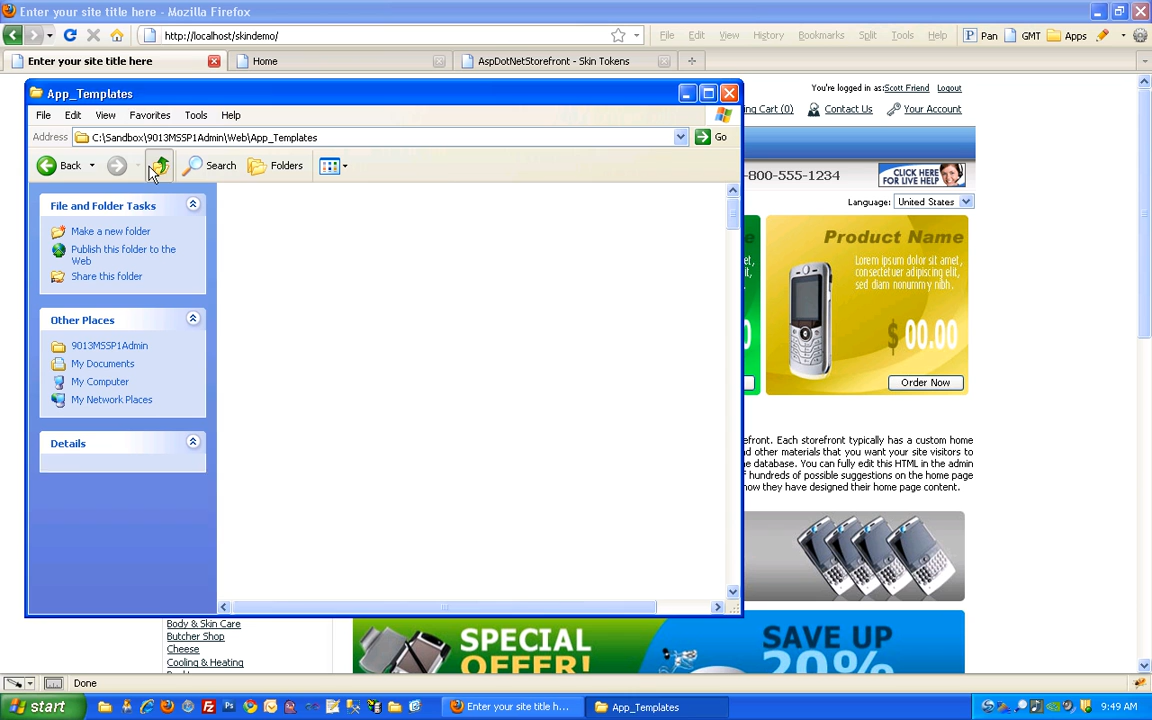 Enter your site title here - Mozilla Firefox
http://localhost/skindemo/
File Edit View History Bookmarks Split Tools Help
Pan GMT Apps
Enter your site title here
Home
AspDotNetStorefront - Skin Tokens
App_Templates
File Edit View Favorites Tools Help
Address C:\Sandbox\9013MSSP1Admin\Web\App_Templates
Go
Back Search Folders
File and Folder Tasks
Make a new folder
Publish this folder to the
Web
Share this folder
Other Places
9013MSSP1Admin
My Documents
My Computer
My Network Places
Details
You're logged in as:Scott Friend Logout
Cart (0) Contact Us Your Account
-800-555-1234
CLICK HERE
FOR LIVE HELP
Language: United States
Product Name
Lorem ipsum dolor sit amet,
consectetuer adipiscing elit,
sed diam nonummy nibh.
$ 00.00
Order Now
efront. Each storefront typically has a custom home
nd other materials that you want your site visitors to
e database. You can fully edit this HTML in the admin
f hundreds of possible suggestions on the home page
now they have designed their home page content.
Body & Skin Care
Butcher Shop
Cheese
Cooling & Heating
SPECIAL
OFFER!
SAVE UP
20%
Done
start
Enter your site title h...
App_Templates
9:49 AM